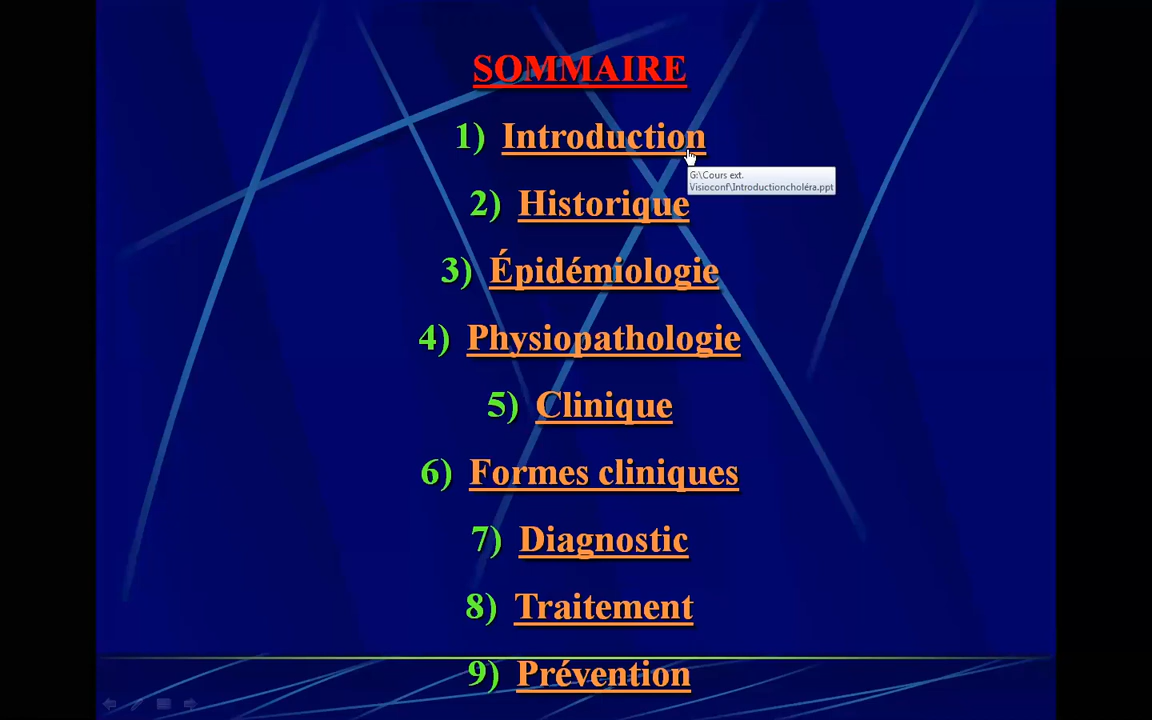 SOMMAIRE
1) Introduction
G:\Cours ext.
Visioconf\Introductioncholéra.ppt
2) Historique
3) Épidémiologie
4) Physiopathologie
5) Clinique
6) Formes cliniques
7) Diagnostic
8) Traitement
9) Prévention